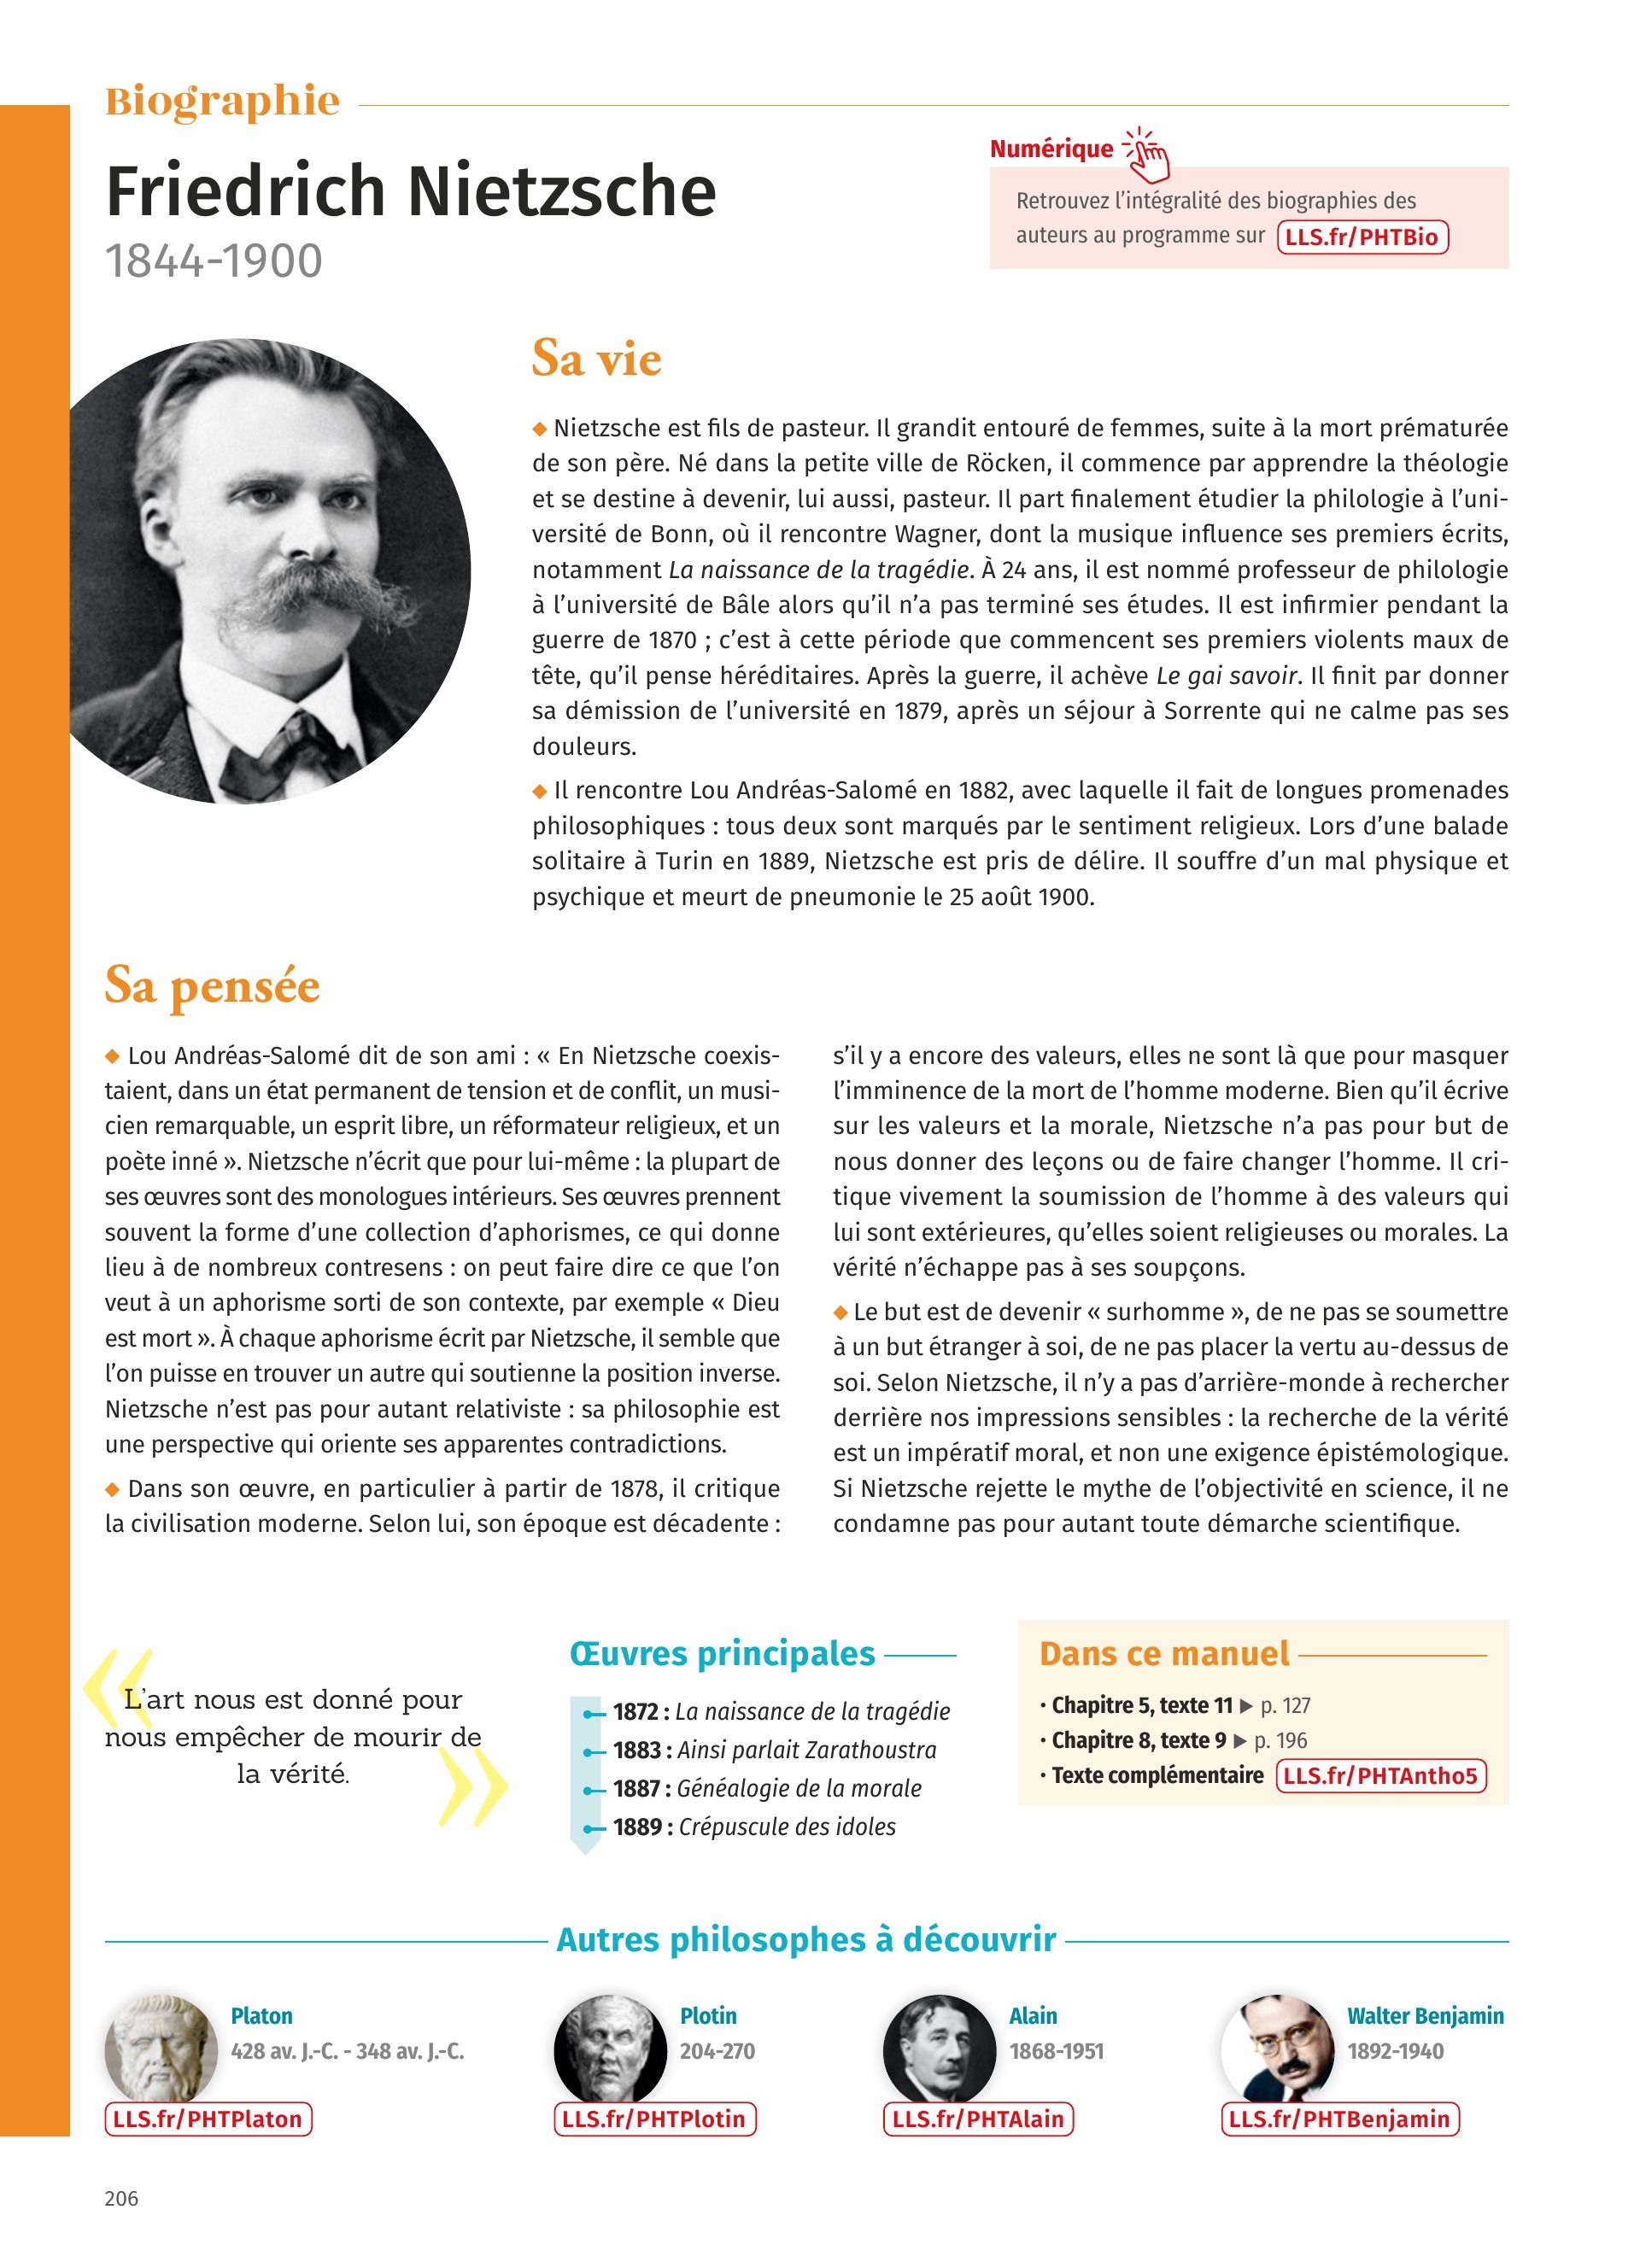 Biographie
Friedrich Nietzsche
1844-1900
Numérique
Retrouvez l’intégralité des biographies des
auteurs au programme sur LLS.fr/PHTBio
Sa vie
◆ Nietzsche est fils de pasteur. Il grandit entouré de femmes, suite à la mort prématurée
de son père. Né dans la petite ville de Röcken, il commence par apprendre la théologie
et se destine à devenir, lui aussi, pasteur. Il part finalement étudier la philologie à l’uni-
versité de Bonn, où il rencontre Wagner, dont la musique influence ses premiers écrits,
notamment La naissance de la tragédie. À 24 ans, il est nommé professeur de philologie
à l’université de Bâle alors qu’il n’a pas terminé ses études. Il est infirmier pendant la
guerre de 1870 ; c’est à cette période que commencent ses premiers violents maux de
tête, qu’il pense héréditaires. Après la guerre, il achève Le gai savoir. Il finit par donner
sa démission de l’université en 1879, après un séjour à Sorrente qui ne calme pas ses
douleurs.
◆ Il rencontre Lou Andréas-Salomé en 1882, avec laquelle il fait de longues promenades
philosophiques : tous deux sont marqués par le sentiment religieux. Lors d’une balade
solitaire à Turin en 1889, Nietzsche est pris de délire. Il souffre d’un mal physique et
psychique et meurt de pneumonie le 25 août 1900.
Sa pensée
◆ Lou Andréas-Salomé dit de son ami : « En Nietzsche coexis-
taient, dans un état permanent de tension et de conflit, un musi-
cien remarquable, un esprit libre, un réformateur religieux, et un
poète inné ». Nietzsche n’écrit que pour lui-même : la plupart de
ses œuvres sont des monologues intérieurs. Ses œuvres prennent
souvent la forme d’une collection d’aphorismes, ce qui donne
lieu à de nombreux contresens : on peut faire dire ce que l’on
veut à un aphorisme sorti de son contexte, par exemple « Dieu
est mort ». À chaque aphorisme écrit par Nietzsche, il semble que
l’on puisse en trouver un autre qui soutienne la position inverse.
Nietzsche n’est pas pour autant relativiste : sa philosophie est
une perspective qui oriente ses apparentes contradictions.
◆ Dans son œuvre, en particulier à partir de 1878, il critique
la civilisation moderne. Selon lui, son époque est décadente :
s’il y a encore des valeurs, elles ne sont là que pour masquer
l’imminence de la mort de l’homme moderne. Bien qu’il écrive
sur les valeurs et la morale, Nietzsche n’a pas pour but de
nous donner des leçons ou de faire changer l’homme. Il cri-
tique vivement la soumission de l’homme à des valeurs qui
lui sont extérieures, qu’elles soient religieuses ou morales. La
vérité n’échappe pas à ses soupçons.
◆ Le but est de devenir « surhomme », de ne pas se soumettre
à un but étranger à soi, de ne pas placer la vertu au-dessus de
soi. Selon Nietzsche, il n’y a pas d’arrière-monde à rechercher
derrière nos impressions sensibles : la recherche de la vérité
est un impératif moral, et non une exigence épistémologique.
Si Nietzsche rejette le mythe de l’objectivité en science, il ne
condamne pas pour autant toute démarche scientifique.
« L’art nous est donné pour
nous empêcher de mourir de
la vérité. »
Œuvres principales
1872 : La naissance de la tragédie
1883 : Ainsi parlait Zarathoustra
1887 : Généalogie de la morale
1889 : Crépuscule des idoles
Dans ce manuel
• Chapitre 5, texte 11 ▶ p. 127
• Chapitre 8, texte 9 ▶ p. 196
• Texte complémentaire LLS.fr/PHTAntho5
Autres philosophes à découvrir
Platon
428 av. J.-C. - 348 av. J.-C.
LLS.fr/PHTPlaton
Plotin
204-270
LLS.fr/PHTPlotin
Alain
1868-1951
LLS.fr/PHTAlain
Walter Benjamin
1892-1940
LLS.fr/PHTBenjamin
206